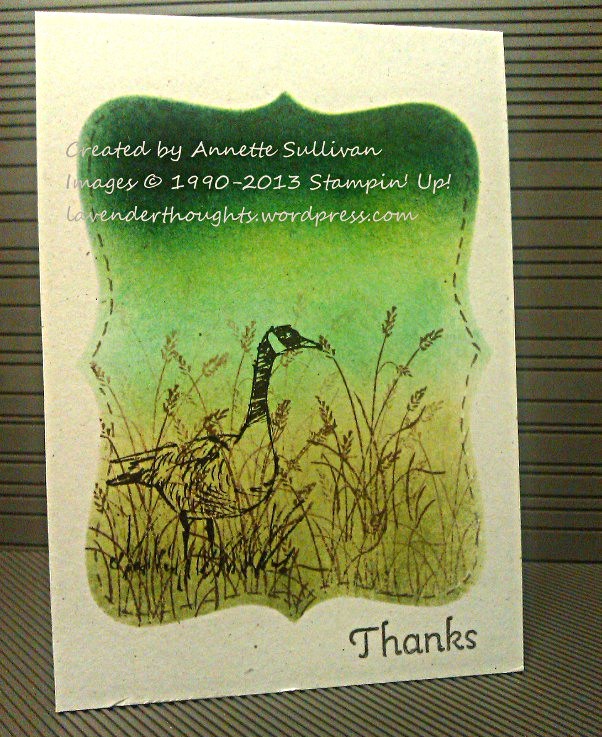 Created by Annette Sullivan
Images © 1990-2013 Stampin' Up!
lavenderthoughts.wordpress.com
Thanks